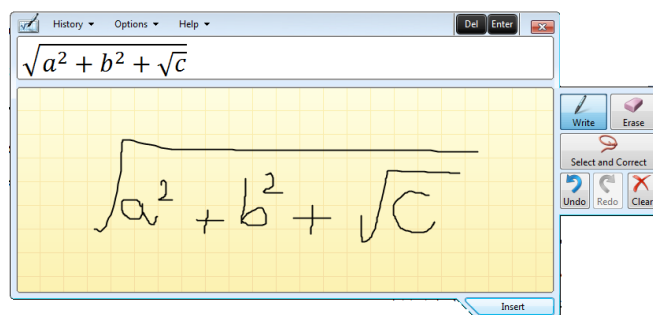 History Options Help Del Enter
√(a² + b² + √c)
Write Erase
√(a² + b² + √c)
Select and Correct
Undo Redo Clear
Insert